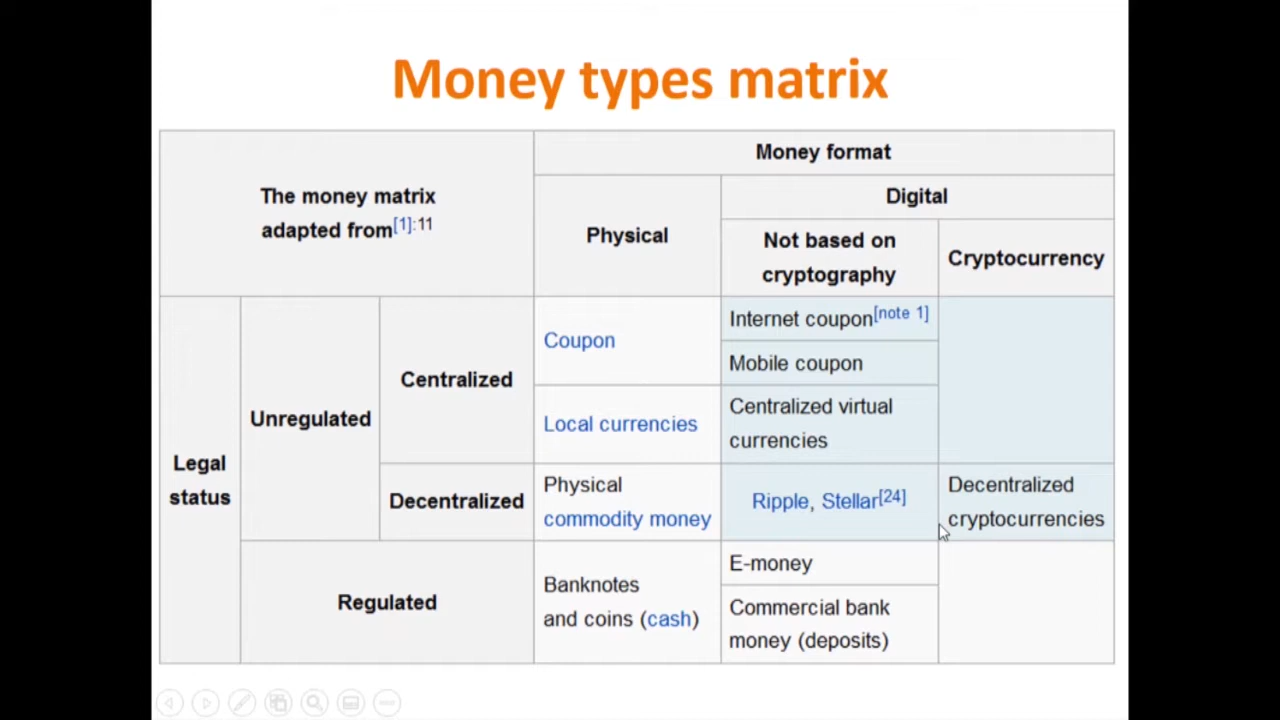 Money types matrix
The money matrix
adapted from[1]:11
Money format
Physical
Digital
Not based on
cryptography
Cryptocurrency
Legal
status
Unregulated
Centralized
Coupon
Internet coupon[note 1]
Mobile coupon
Local currencies
Centralized virtual
currencies
Decentralized
Physical
commodity money
Ripple, Stellar[24]
Decentralized
cryptocurrencies
Regulated
Banknotes
and coins (cash)
E-money
Commercial bank
money (deposits)